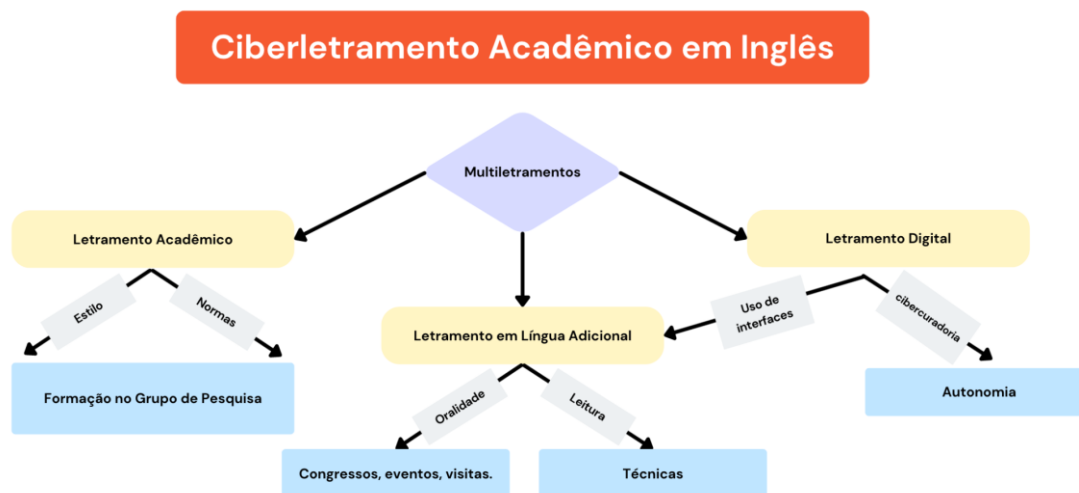 Ciberletramento Acadêmico em Inglês
Multiletramentos
Letramento Acadêmico
Letramento Digital
Estilo
Normas
Uso de
interfaces
cibercuradoria
Letramento em Língua Adicional
Formação no Grupo de Pesquisa
Autonomia
Oralidade
Leitura
Congressos, eventos, visitas.
Técnicas